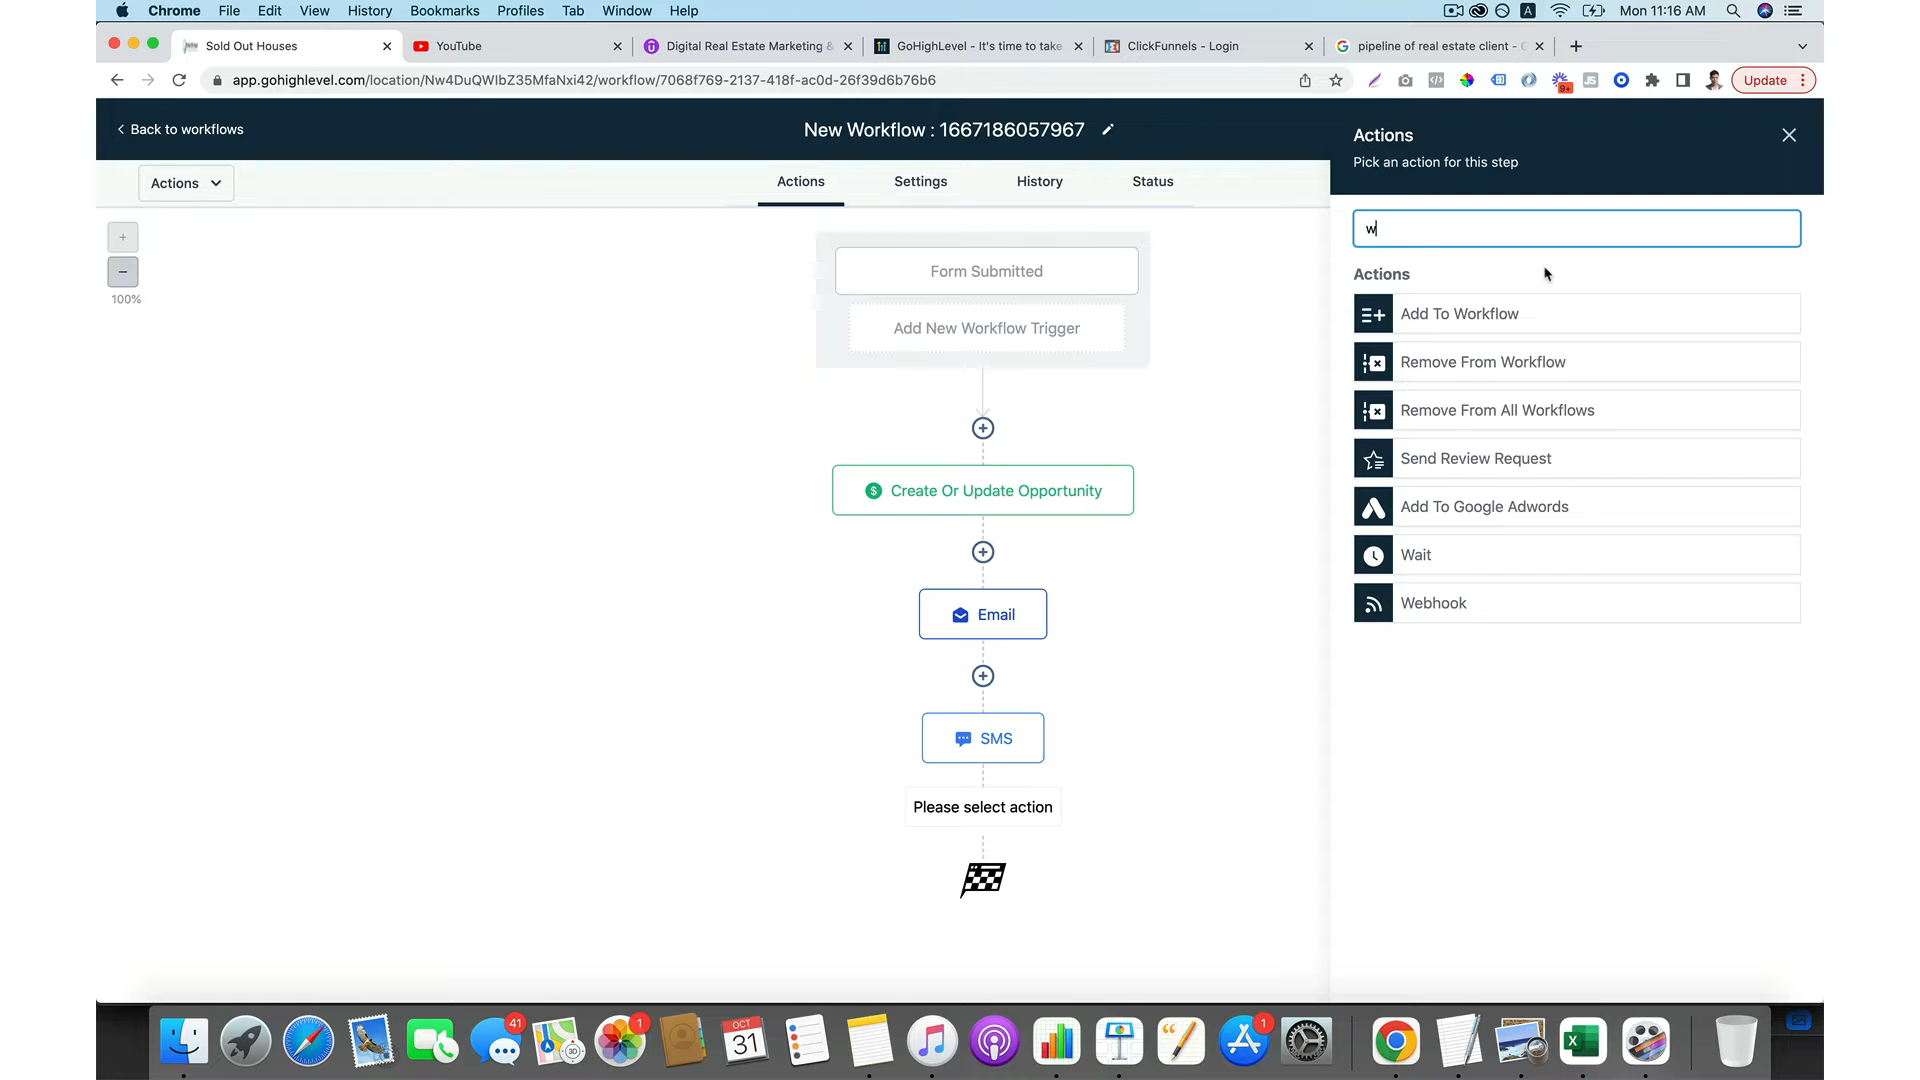 Chrome File Edit View History Bookmarks Profiles Tab Window Help A Mon 11:16 AM
Sold Out Houses YouTube Digital Real Estate Marketing & GoHighLevel - It's time to take ClickFunnels - Login pipeline of real estate client -
app.gohighlevel.com/location/Nw4DuQWIbZ35MfaNxi42/workflow/7068f769-2137-418f-ac0d-26f39d6b76b6 9+ JS Update
Back to workflows
New Workflow : 1667186057967
Actions
Pick an action for this step
Actions
Actions Settings History Status
w
+
−
100%
Form Submitted
Add New Workflow Trigger
Create Or Update Opportunity
Email
SMS
Please select action
Actions
Add To Workflow
Remove From Workflow
Remove From All Workflows
Send Review Request
Add To Google Adwords
Wait
Webhook
41
3D
1
OCT
31
1